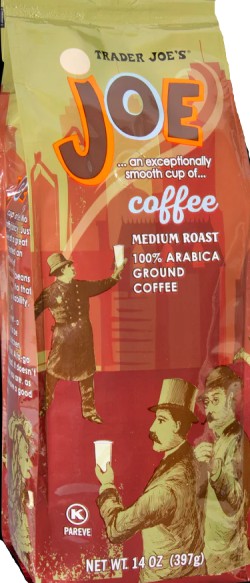 TRADER JOE'S
JOE
...an exceptionally
smooth cup of...
coffee
MEDIUM ROAST
100% ARABICA
GROUND
COFFEE
K
PAREVE
NET WT. 14 OZ (397g)